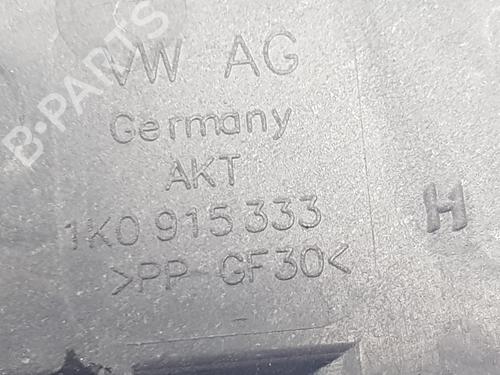 B-PARTS
VW AG
Germany
AKT
1K0 915 333
H
>PP GF30<